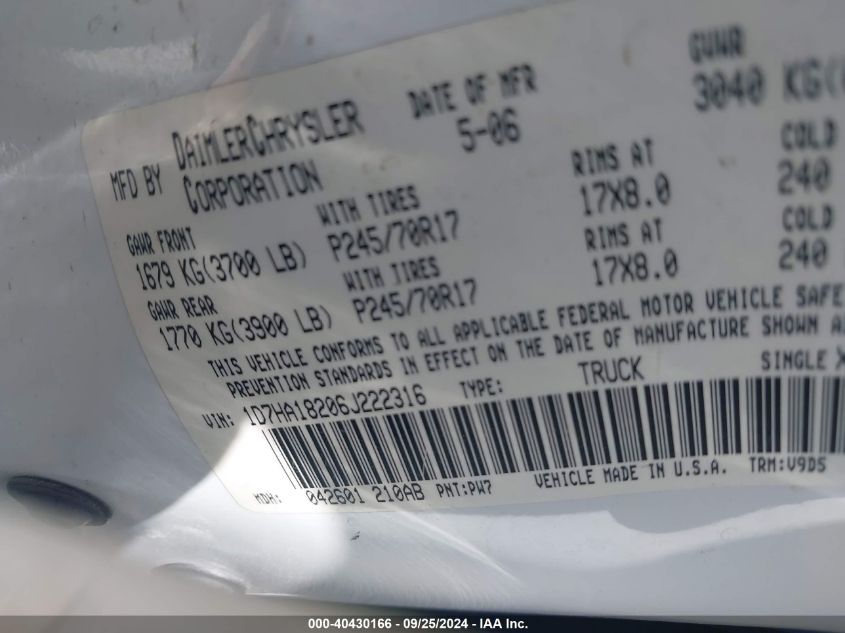 MFD BY DAIMLERCHRYSLER CORPORATION DATE OF MFR 5-06 GVWR 3040 KG(
GAWR FRONT WITH TIRES RIMS AT COLD
1679 KG(3700 LB) P245/70R17 17X8.0 240
GAWR REAR WITH TIRES RIMS AT COLD
1770 KG(3900 LB) P245/70R17 17X8.0 240
THIS VEHICLE CONFORMS TO ALL APPLICABLE FEDERAL MOTOR VEHICLE SAFE
PREVENTION STANDARDS IN EFFECT ON THE DATE OF MANUFACTURE SHOWN A
VIN: 1D7HA18206J222316 TYPE: TRUCK SINGLE X
MDH: 042601 210AB PNT:PW7 VEHICLE MADE IN U.S.A. TRM:V9D5
000-40430166 - 09/25/2024 - IAA Inc.